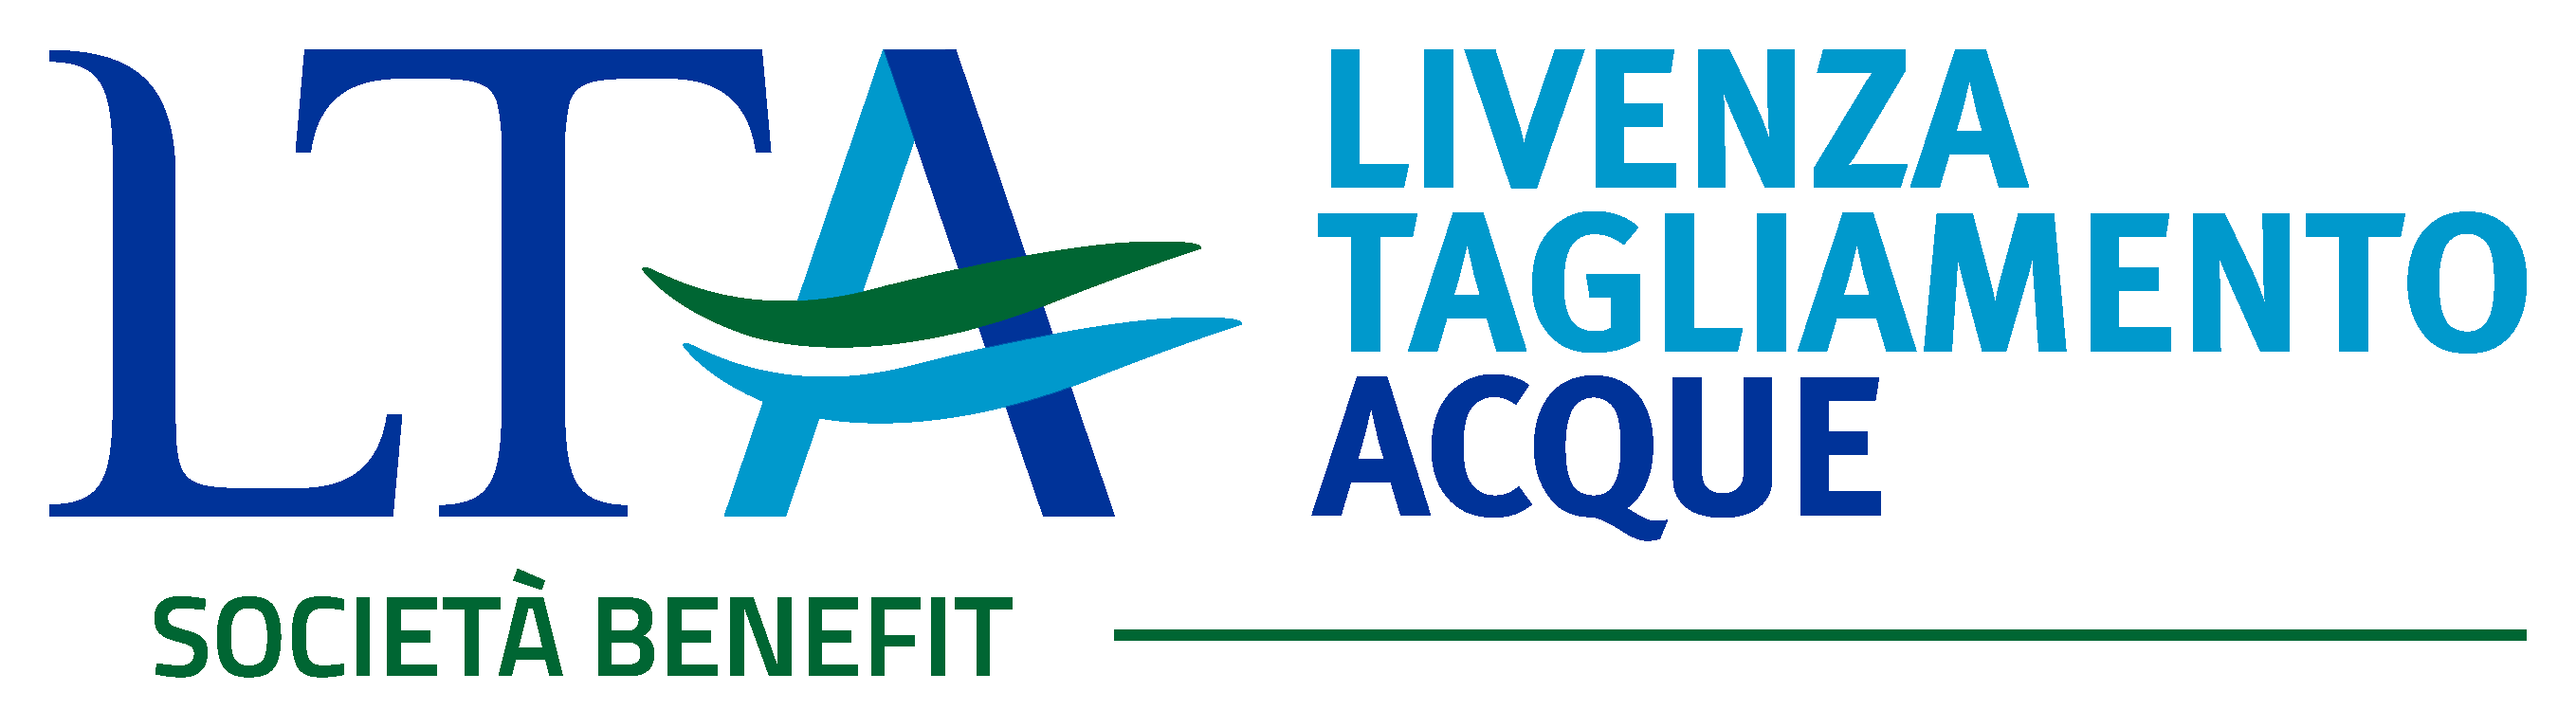 LTA
LIVENZA
TAGLIAMENTO
ACQUE
SOCIETÀ BENEFIT